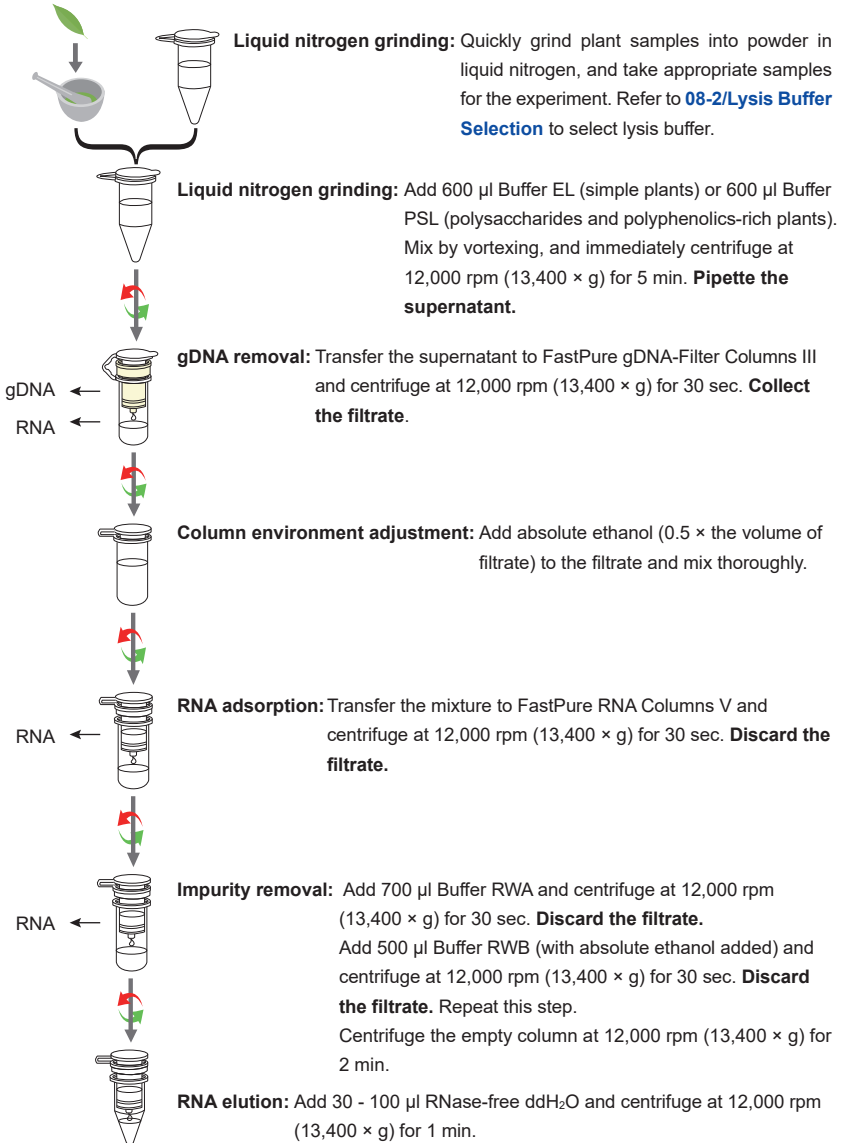 Liquid nitrogen grinding: Quickly grind plant samples into powder in
liquid nitrogen, and take appropriate samples
for the experiment. Refer to 08-2/Lysis Buffer
Selection to select lysis buffer.
Liquid nitrogen grinding: Add 600 μl Buffer EL (simple plants) or 600 μl Buffer
PSL (polysaccharides and polyphenolics-rich plants).
Mix by vortexing, and immediately centrifuge at
12,000 rpm (13,400 × g) for 5 min. Pipette the
supernatant.
gDNA removal: Transfer the supernatant to FastPure gDNA-Filter Columns III
and centrifuge at 12,000 rpm (13,400 × g) for 30 sec. Collect
the filtrate.
gDNA
RNA
Column environment adjustment: Add absolute ethanol (0.5 × the volume of
filtrate) to the filtrate and mix thoroughly.
RNA adsorption: Transfer the mixture to FastPure RNA Columns V and
centrifuge at 12,000 rpm (13,400 × g) for 30 sec. Discard the
filtrate.
RNA
Impurity removal: Add 700 μl Buffer RWA and centrifuge at 12,000 rpm
(13,400 × g) for 30 sec. Discard the filtrate.
Add 500 μl Buffer RWB (with absolute ethanol added) and
centrifuge at 12,000 rpm (13,400 × g) for 30 sec. Discard
the filtrate. Repeat this step.
Centrifuge the empty column at 12,000 rpm (13,400 × g) for
2 min.
RNA
RNA elution: Add 30 - 100 μl RNase-free ddH₂O and centrifuge at 12,000 rpm
(13,400 × g) for 1 min.